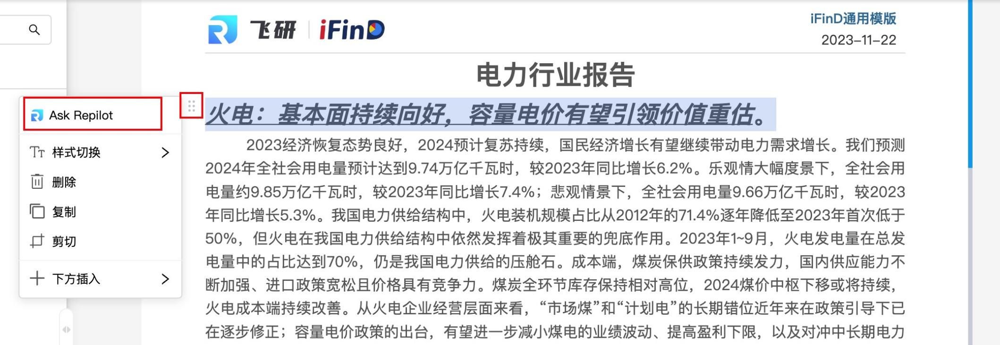 飞研 | iFinD
iFinD通用模版
2023-11-22
电力行业报告
Ask Repilot
样式切换
删除
复制
剪切
下方插入
火电：基本面持续向好，容量电价有望引领价值重估。
2023经济恢复态势良好，2024预计复苏持续，国民经济增长有望继续带动电力需求增长。我们预测
2024年全社会用电量预计达到9.74万亿千瓦时，较2023年同比增长6.2%。乐观情大幅度景下，全社会用
电量约9.85万亿千瓦时，较2023年同比增长7.4%；悲观情景下，全社会用电量9.66万亿千瓦时，较2023
年同比增长5.3%。我国电力供给结构中，火电装机规模占比从2012年的71.4%逐年降低至2023年首次低于
50%，但火电在我国电力供给结构中依然发挥着极其重要的兜底作用。2023年1~9月，火电发电量在总发
电量中的占比达到70%，仍是我国电力供给的压舱石。成本端，煤炭保供政策持续发力，国内供应能力不
断加强、进口政策宽松且价格具有竞争力。煤炭全环节库存保持相对高位，2024煤价中枢下移或将持续，
火电成本端持续改善。从火电企业经营层面来看，“市场煤”和“计划电”的长期错位近年来在政策引导下已
在逐步修正；容量电价政策的出台，有望进一步减小煤电的业绩波动、提高盈利下限，以及对冲中长期电力